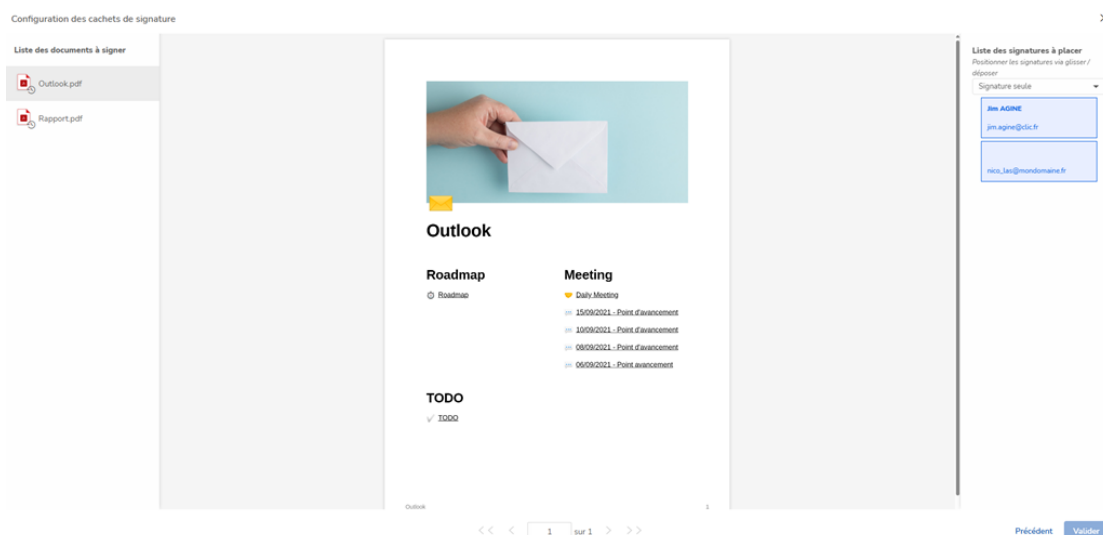 Configuration des cachets de signature
Liste des documents à signer
Outlook.pdf
Rapport.pdf
Outlook
Roadmap
Roadmap
Meeting
Daily Meeting
15/09/2021 - Point d'avancement
10/09/2021 - Point d'avancement
08/09/2021 - Point d'avancement
06/09/2021 - Point avancement
TODO
TODO
Outlook
1
<< < 1 sur 1 > >>
Liste des signatures à placer
Positionner les signatures via glisser /
déposer
Signature seule
Jim AGINE
jim.agine@clic.fr
nico_las@mondomaine.fr
Précédent
Valider